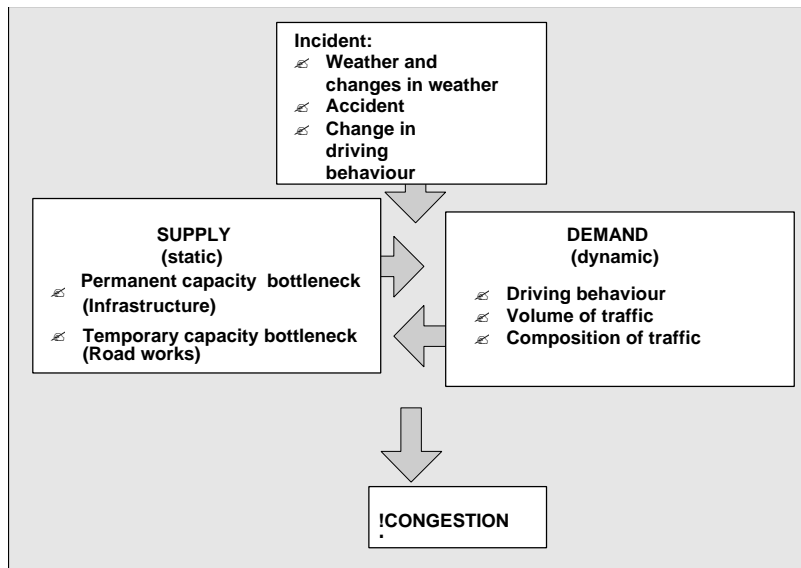 Incident:
Weather and
changes in weather
Accident
Change in
driving
behaviour
SUPPLY
(static)
Permanent capacity bottleneck
(Infrastructure)
Temporary capacity bottleneck
(Road works)
DEMAND
(dynamic)
Driving behaviour
Volume of traffic
Composition of traffic
!CONGESTION